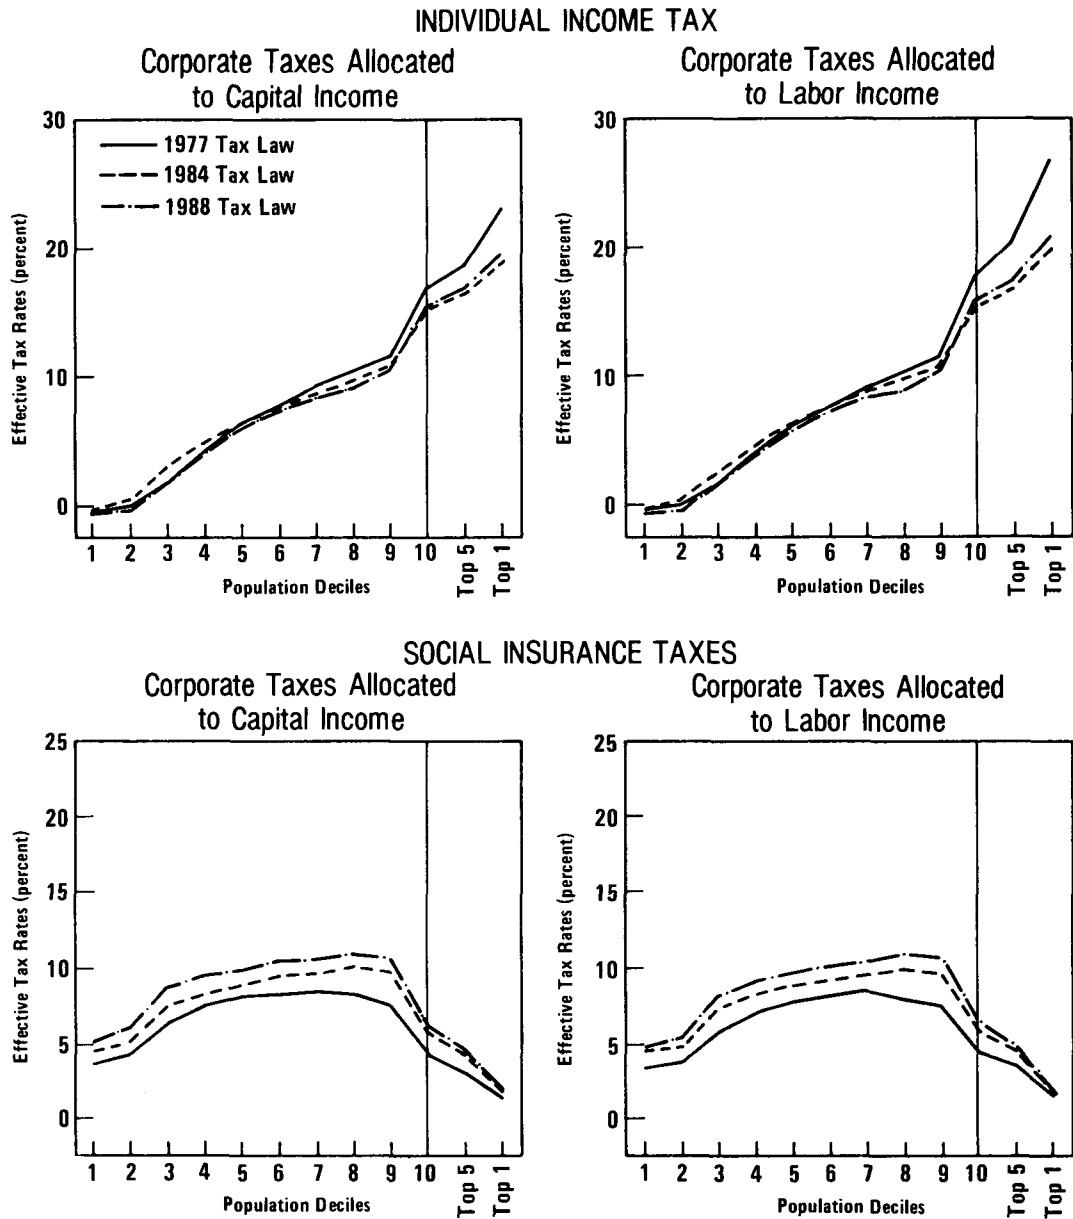 INDIVIDUAL INCOME TAX
Corporate Taxes Allocated
to Capital Income
30
20
10
0
Effective Tax Rates (percent)
1977 Tax Law
1984 Tax Law
1988 Tax Law
1 2 3 4 5 6 7 8 9 10 Top 5 Top 1
Population Deciles
Corporate Taxes Allocated
to Labor Income
30
20
10
0
Effective Tax Rates (percent)
1 2 3 4 5 6 7 8 9 10 Top 5 Top 1
Population Deciles
SOCIAL INSURANCE TAXES
Corporate Taxes Allocated
to Capital Income
25
20
15
10
5
0
Effective Tax Rates (percent)
1 2 3 4 5 6 7 8 9 10 Top 5 Top 1
Population Deciles
Corporate Taxes Allocated
to Labor Income
25
20
15
10
5
0
Effective Tax Rates (percent)
1 2 3 4 5 6 7 8 9 10 Top 5 Top 1
Population Deciles